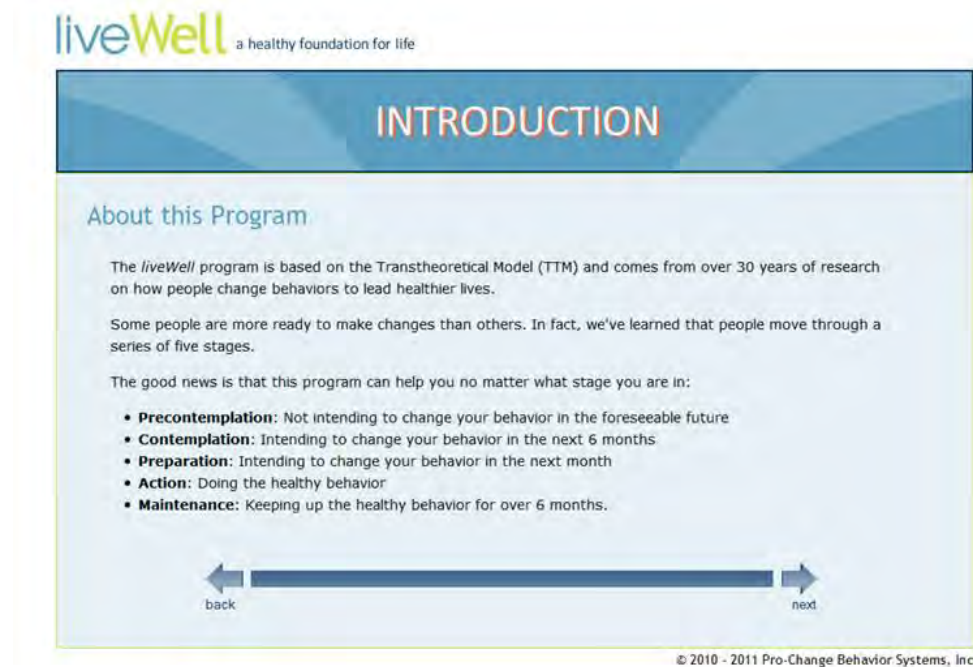 liveWell a healthy foundation for life
INTRODUCTION
About this Program
The liveWell program is based on the Transtheoretical Model (TTM) and comes from over 30 years of research
on how people change behaviors to lead healthier lives.
Some people are more ready to make changes than others. In fact, we've learned that people move through a
series of five stages.
The good news is that this program can help you no matter what stage you are in:
• Precontemplation: Not intending to change your behavior in the foreseeable future
• Contemplation: Intending to change your behavior in the next 6 months
• Preparation: Intending to change your behavior in the next month
• Action: Doing the healthy behavior
• Maintenance: Keeping up the healthy behavior for over 6 months.
back next
© 2010 - 2011 Pro-Change Behavior Systems, Inc